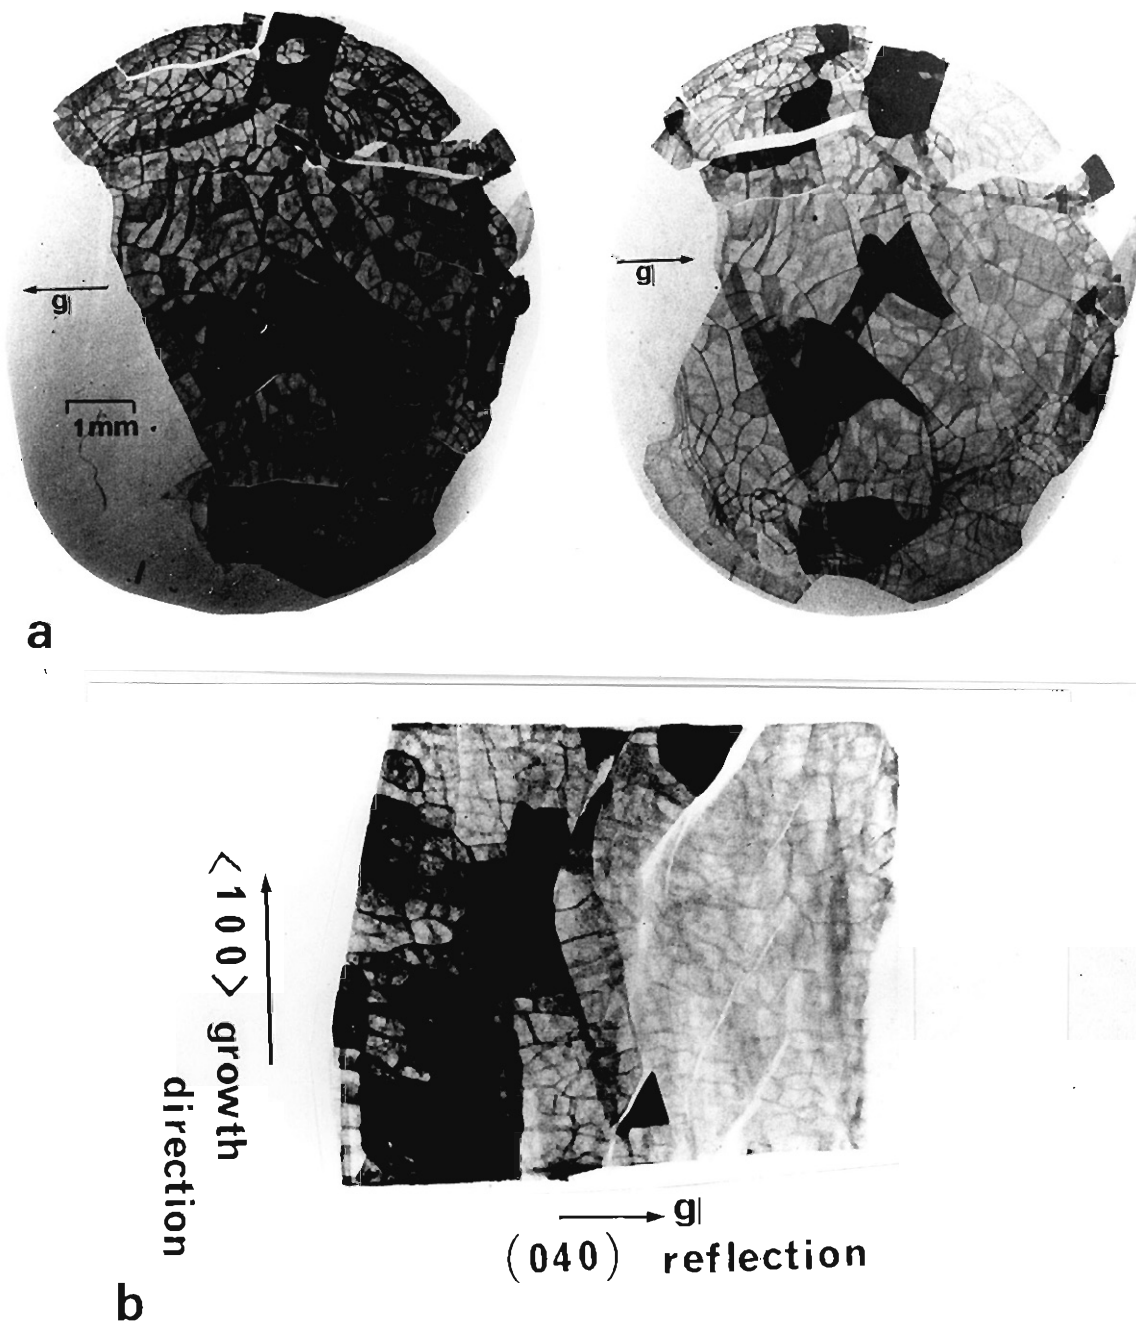 g
g
1mm
a
<100> growth
direction
g
(040) reflection
b